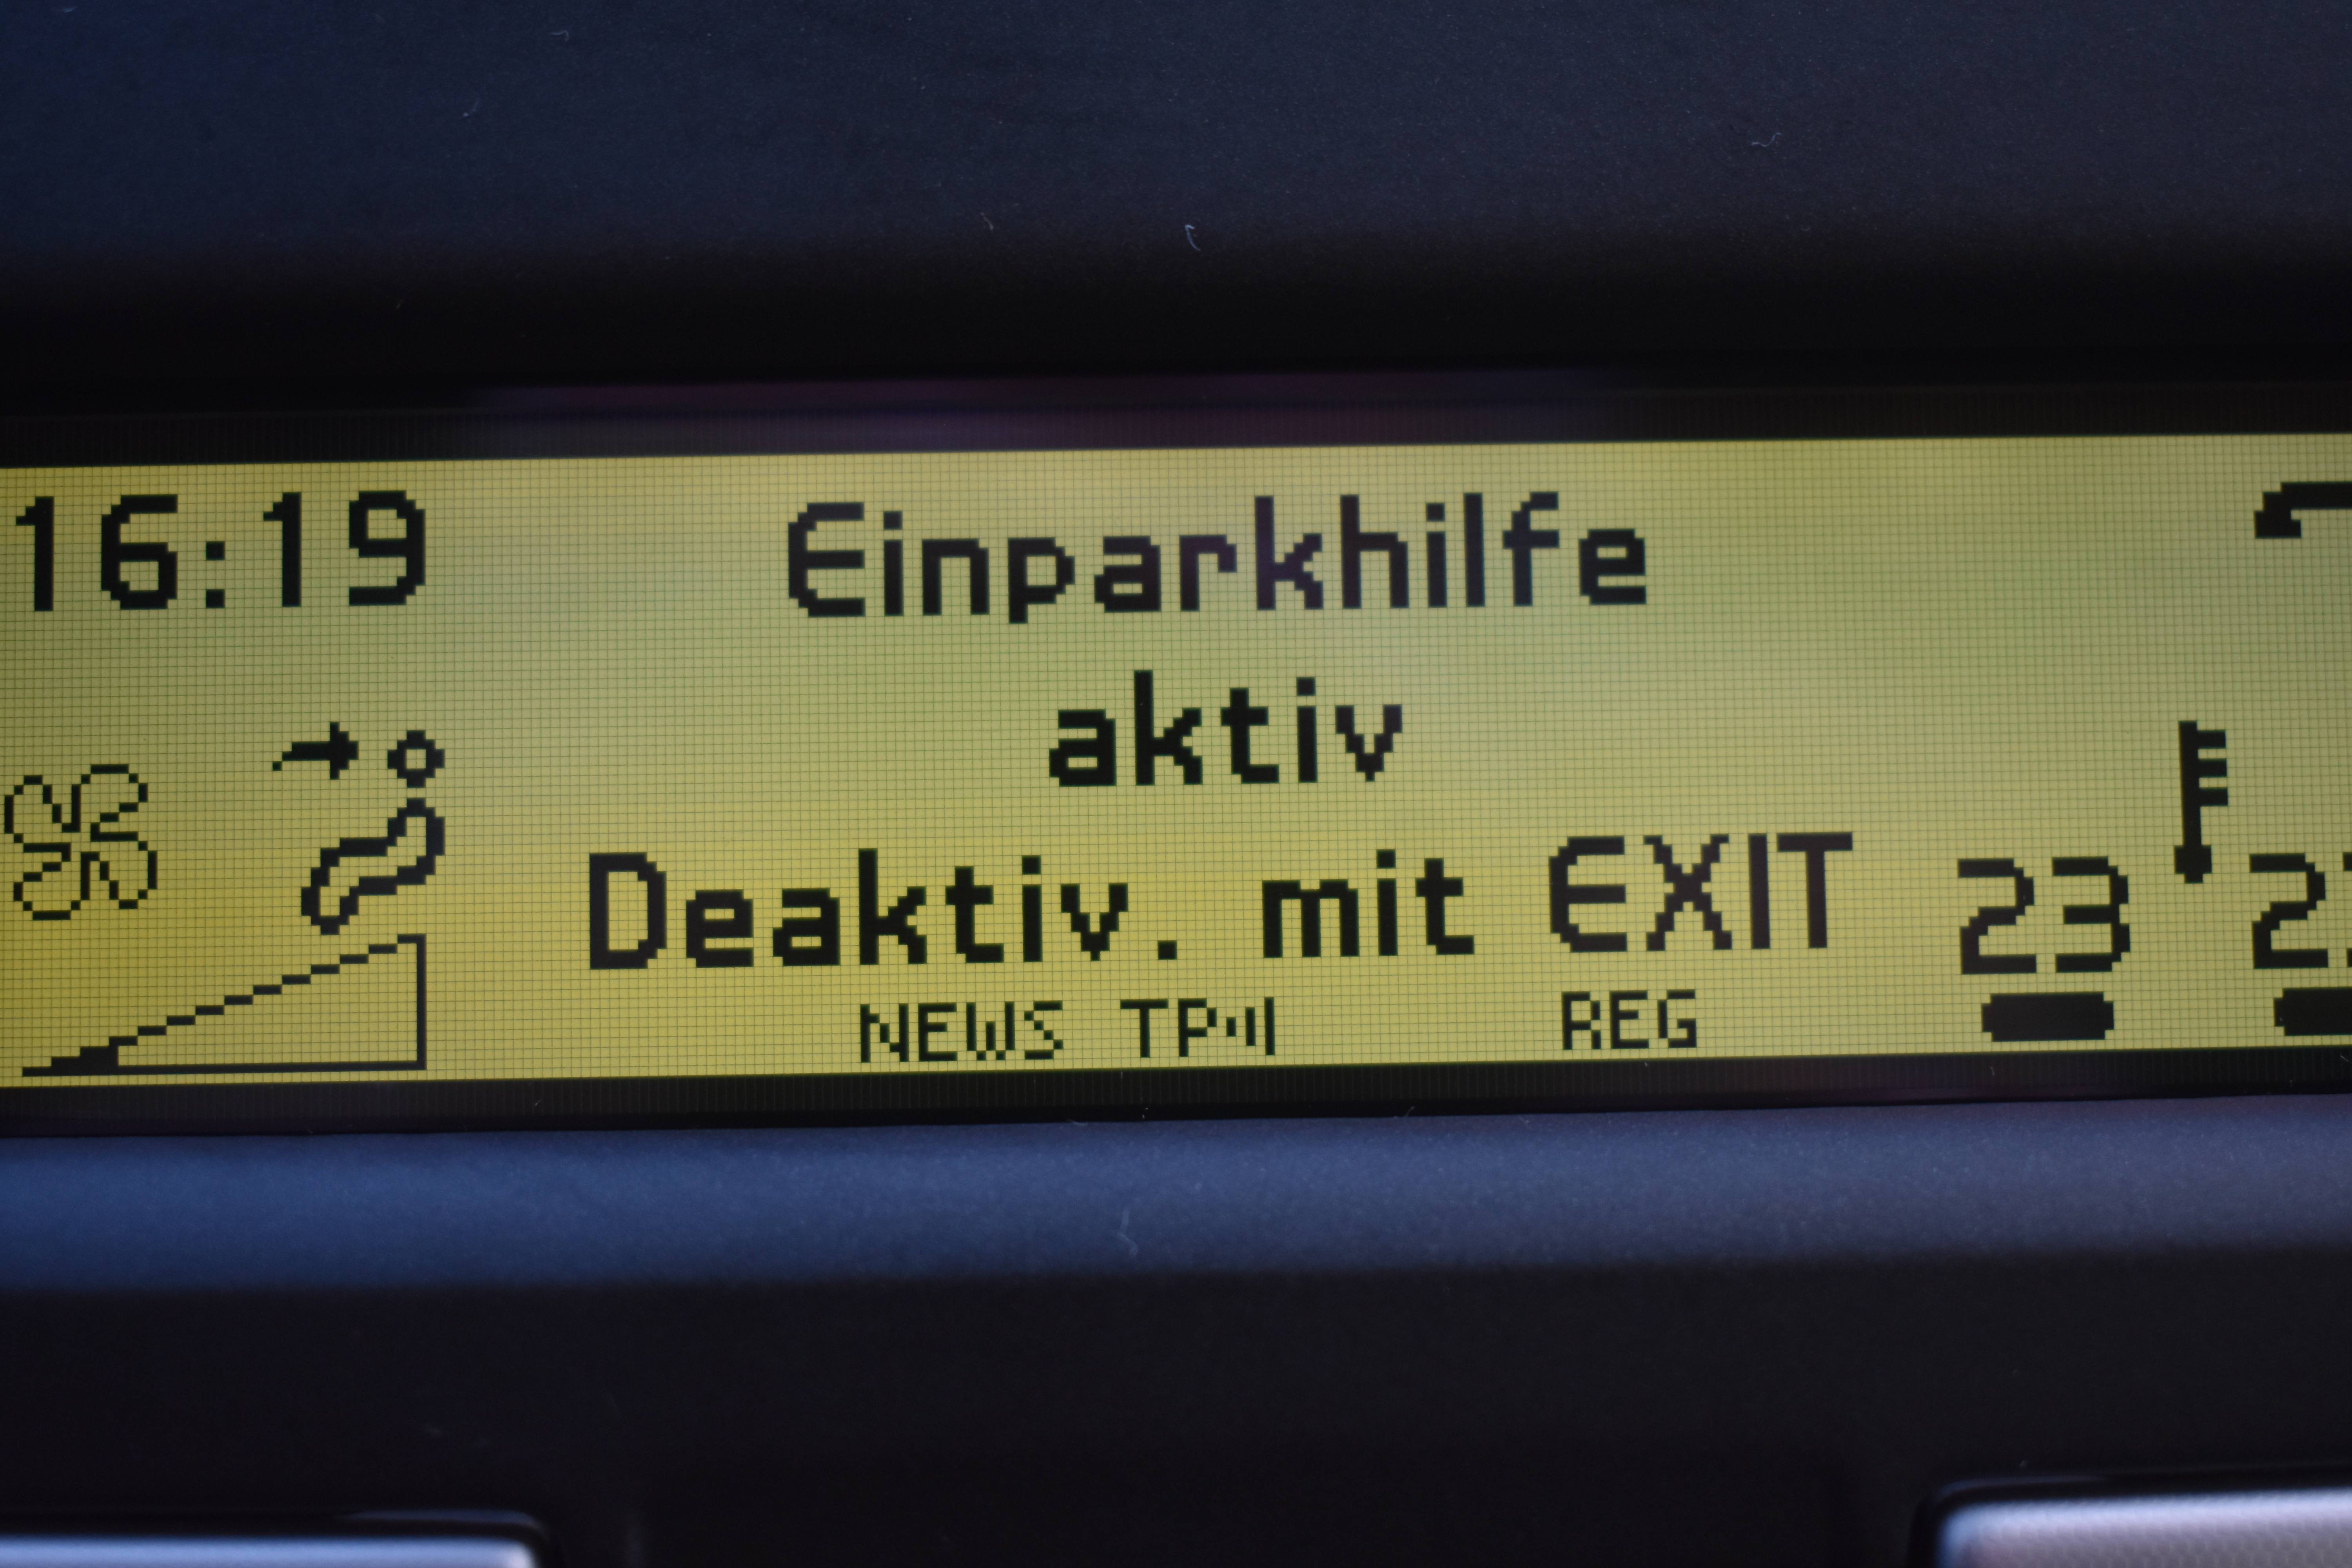 16:19 Einparkhilfe
aktiv
Deaktiv. mit EXIT 23
NEWS TP REG